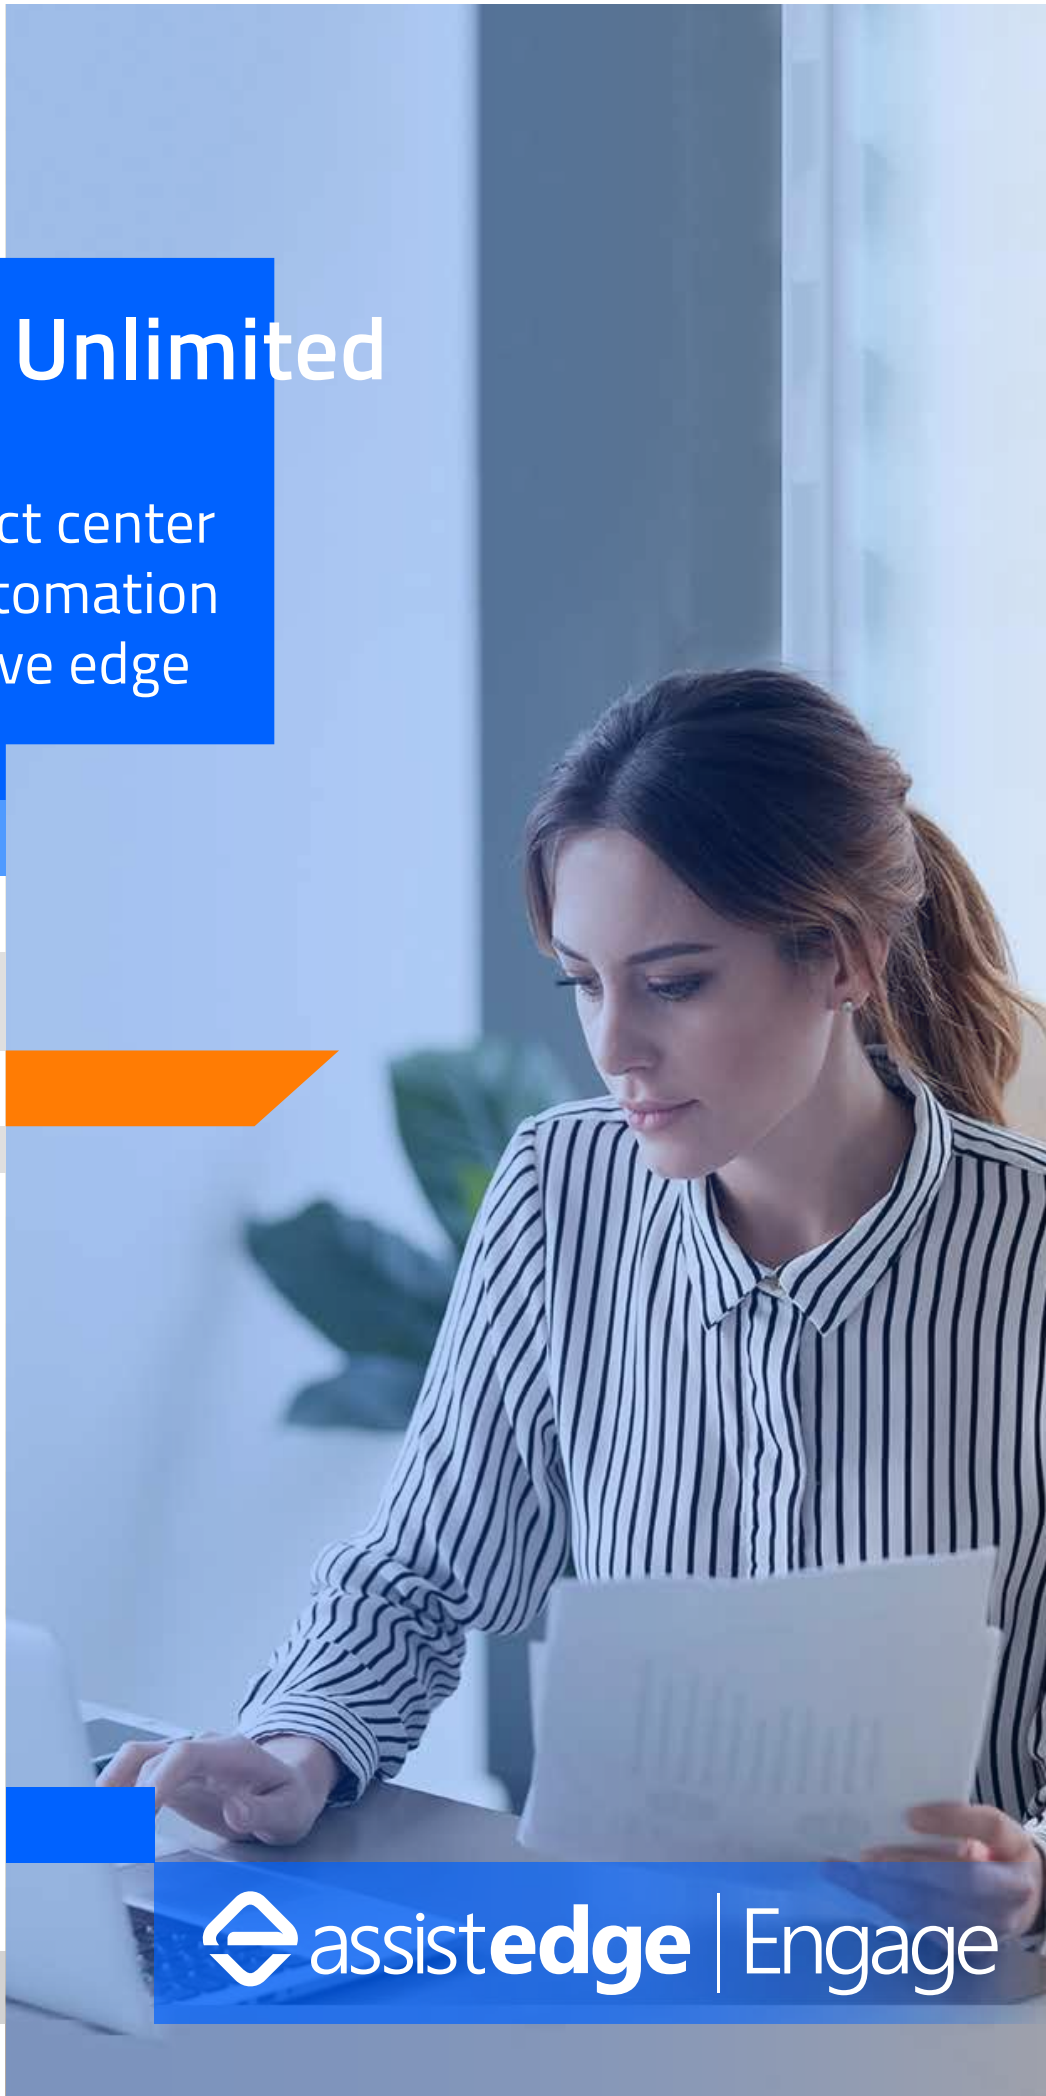 Unlimited
ct center
tomation
ve edge
assistedge | Engage